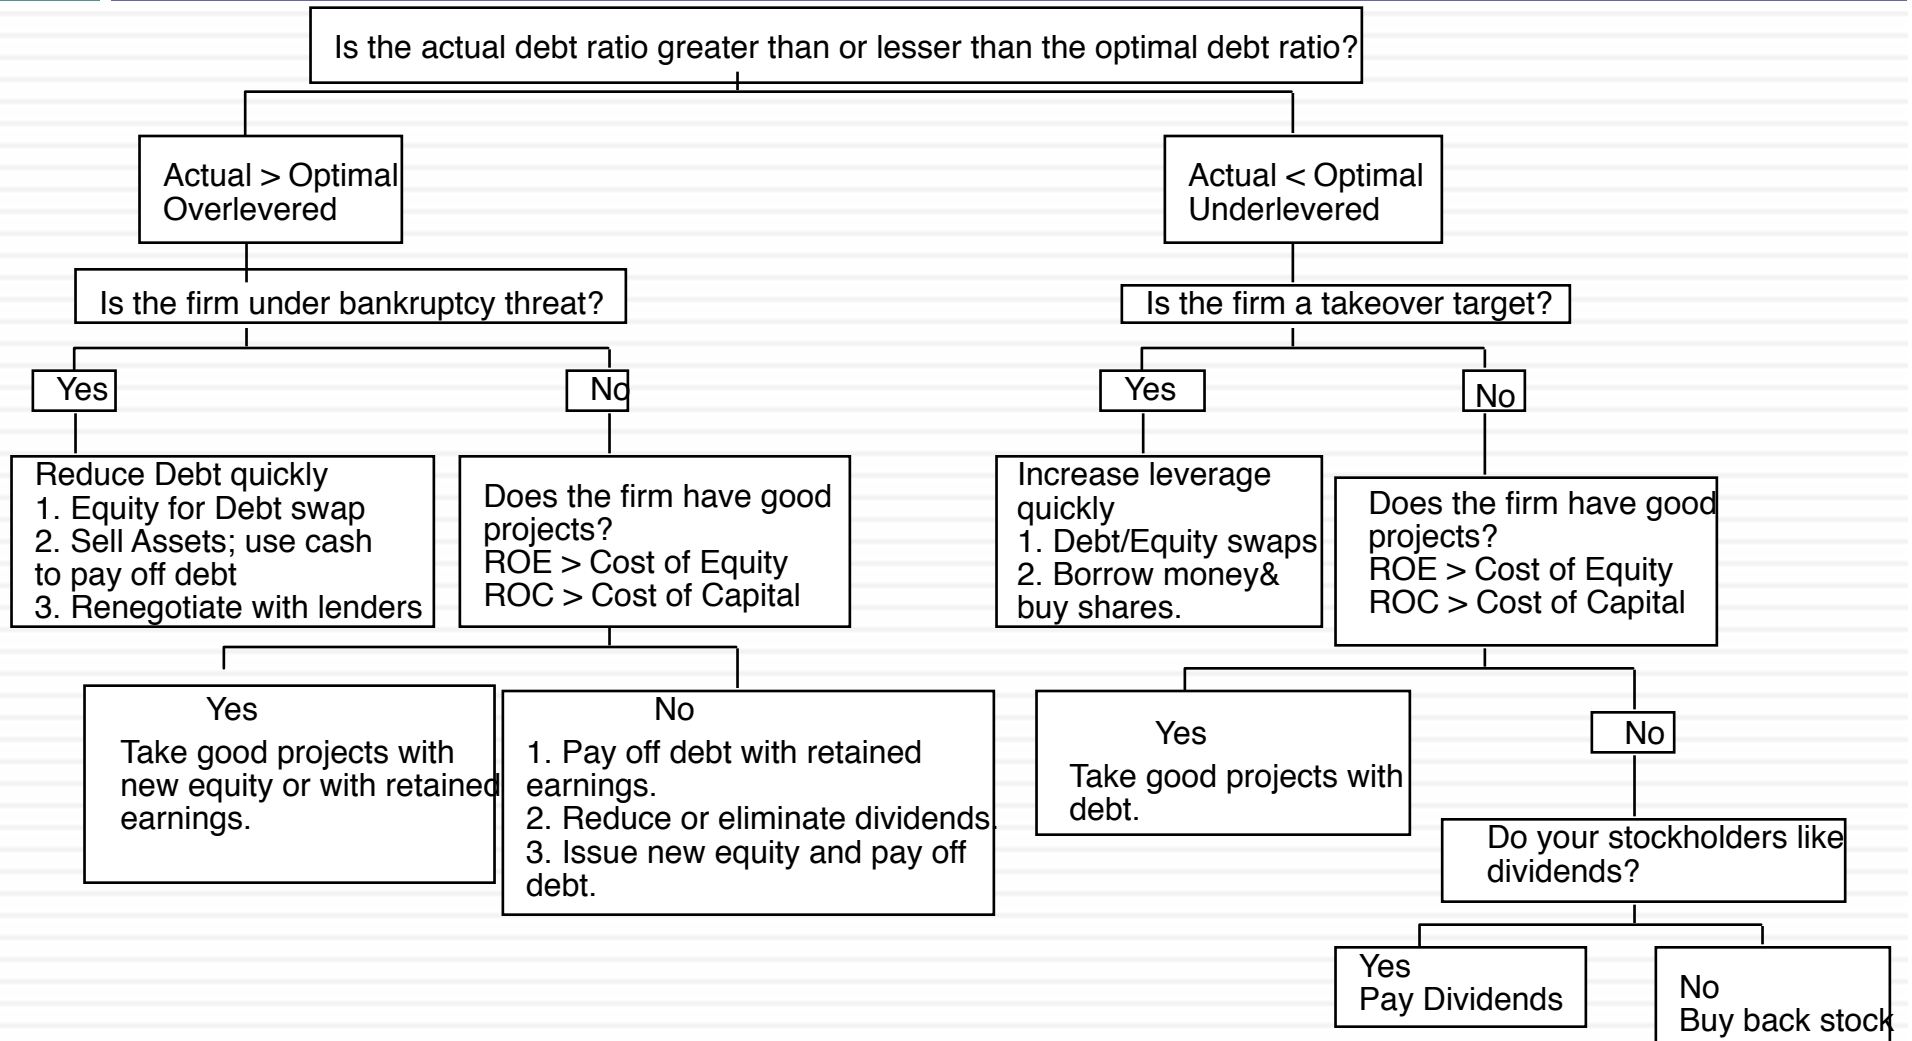 Is the actual debt ratio greater than or lesser than the optimal debt ratio?
Actual > Optimal
Overlevered
Actual < Optimal
Underlevered
Is the firm under bankruptcy threat?
Is the firm a takeover target?
Yes
No
Yes
No
Reduce Debt quickly
1. Equity for Debt swap
2. Sell Assets; use cash
to pay off debt
3. Renegotiate with lenders
Does the firm have good
projects?
ROE > Cost of Equity
ROC > Cost of Capital
Increase leverage
quickly
1. Debt/Equity swaps
2. Borrow money&
buy shares.
Does the firm have good
projects?
ROE > Cost of Equity
ROC > Cost of Capital
Yes
Take good projects with
new equity or with retained
earnings.
No
1. Pay off debt with retained
earnings.
2. Reduce or eliminate dividends.
3. Issue new equity and pay off
debt.
Yes
Take good projects with
debt.
No
Do your stockholders like
dividends?
Yes
Pay Dividends
No
Buy back stock